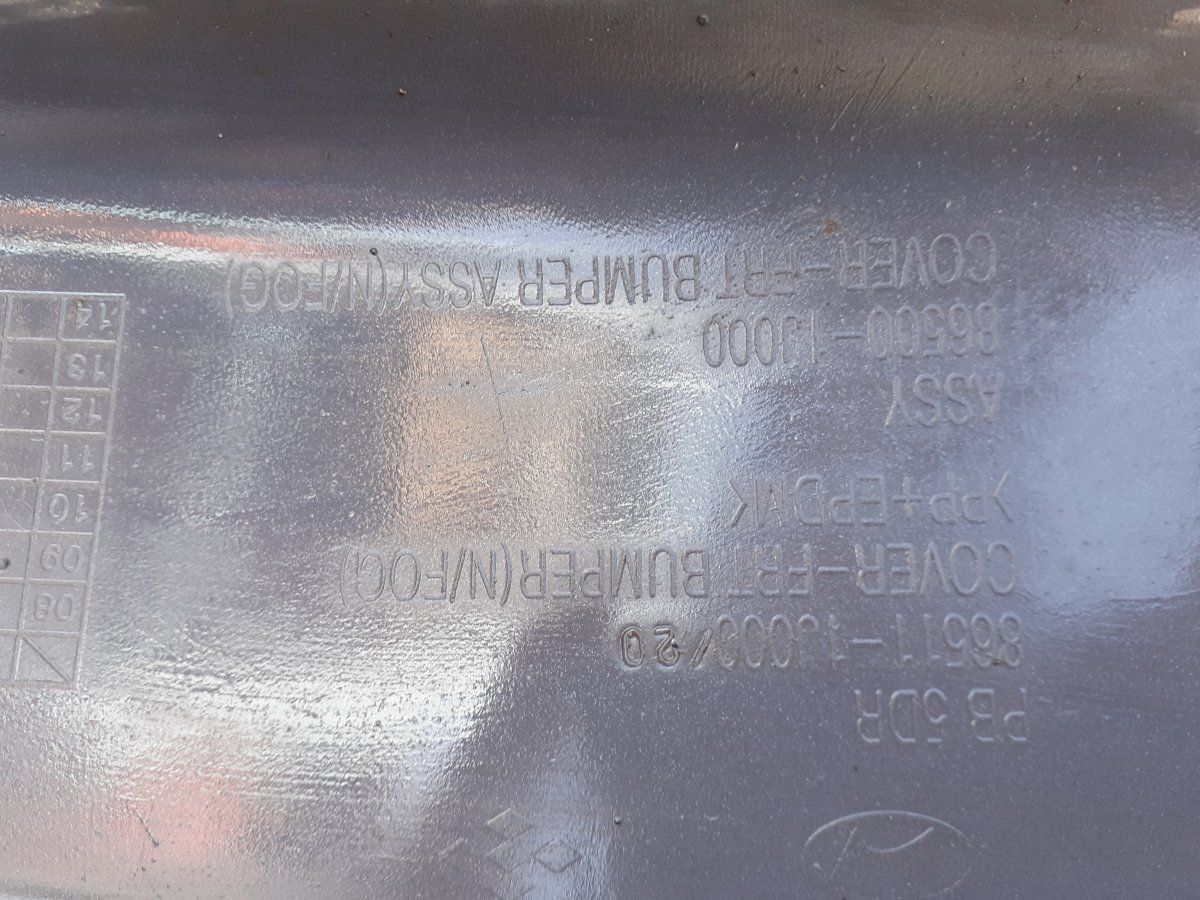 PB 5DR
86511-1J000/20
COVER-FRT BUMPER(N/FOG)
>PP+EPDM<
ASSY
86500-1J000
COVER-FRT BUMPER ASSY(N/FOG)
08
09
10
11
12
13
14